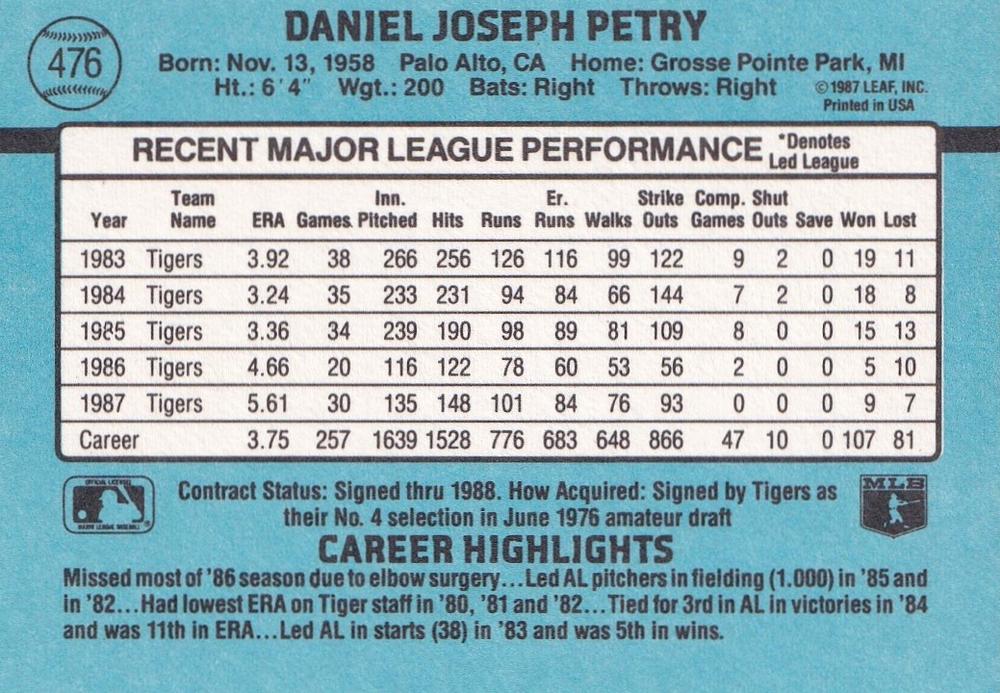 DANIEL JOSEPH PETRY
476
Born: Nov. 13, 1958 Palo Alto, CA Home: Grosse Pointe Park, MI
Ht.: 6'4" Wgt.: 200 Bats: Right Throws: Right
©1987 LEAF, INC.
Printed in USA
RECENT MAJOR LEAGUE PERFORMANCE *Denotes Led League
Year Team Name ERA Games Inn. Pitched Hits Runs Er. Runs Walks Strike Outs Comp. Games Shut Outs Save Won Lost
1983 Tigers 3.92 38 266 256 126 116 99 122 9 2 0 19 11
1984 Tigers 3.24 35 233 231 94 84 66 144 7 2 0 18 8
1985 Tigers 3.36 34 239 190 98 89 81 109 8 0 0 15 13
1986 Tigers 4.66 20 116 122 78 60 53 56 2 0 0 5 10
1987 Tigers 5.61 30 135 148 101 84 76 93 0 0 0 9 7
Career 3.75 257 1639 1528 776 683 648 866 47 10 0 107 81
OFFICIAL LICENSEE
MAJOR LEAGUE BASEBALL
Contract Status: Signed thru 1988. How Acquired: Signed by Tigers as
their No. 4 selection in June 1976 amateur draft
MLB
CAREER HIGHLIGHTS
Missed most of '86 season due to elbow surgery...Led AL pitchers in fielding (1.000) in '85 and
in '82...Had lowest ERA on Tiger staff in '80, '81 and '82...Tied for 3rd in AL in victories in '84
and was 11th in ERA...Led AL in starts (38) in '83 and was 5th in wins.